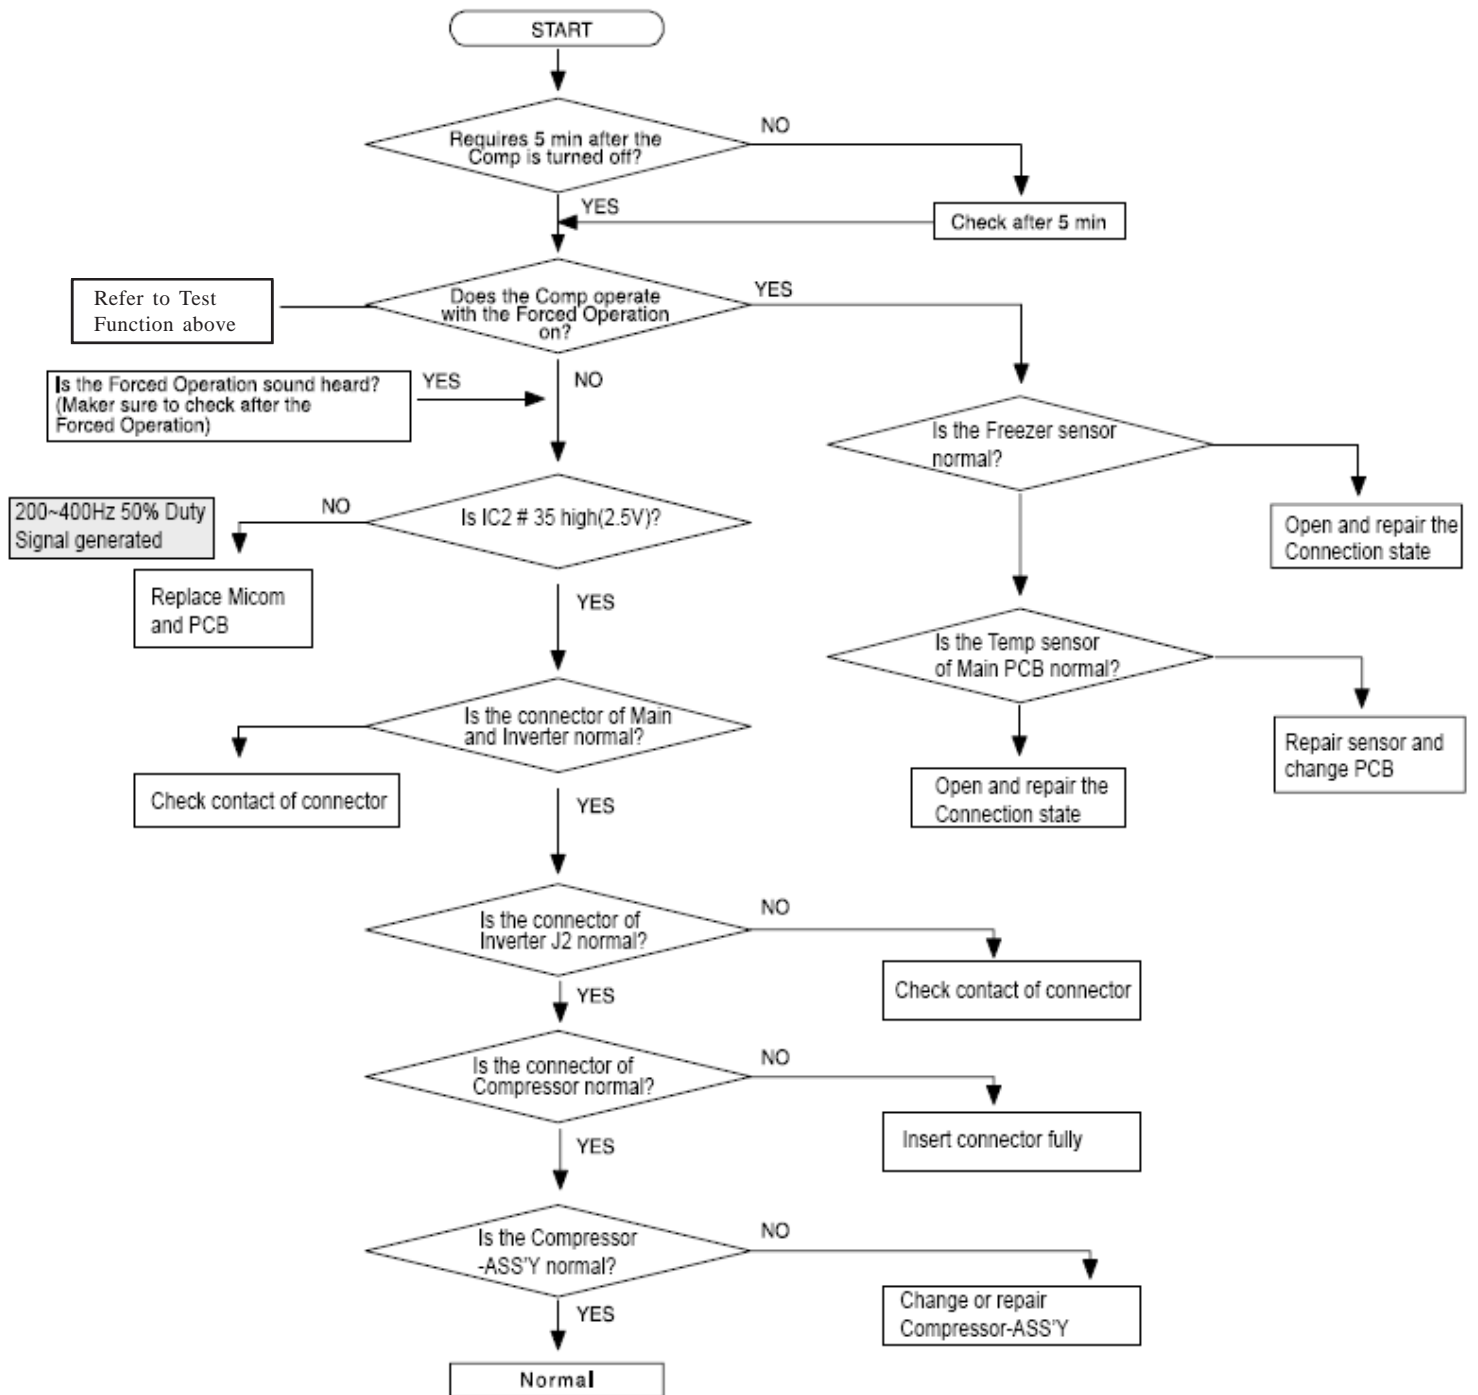 START
Requires 5 min after the
Comp is turned off?
NO
YES
Check after 5 min
Refer to Test
Function above
Does the Comp operate
with the Forced Operation
on?
YES
Is the Forced Operation sound heard?
(Maker sure to check after the
Forced Operation)
YES
NO
Is the Freezer sensor
normal?
200~400Hz 50% Duty
Signal generated
NO
Is IC2 # 35 high(2.5V)?
Open and repair the
Connection state
Replace Micom
and PCB
YES
Is the Temp sensor
of Main PCB normal?
Is the connector of Main
and Inverter normal?
Repair sensor and
change PCB
Check contact of connector
YES
Open and repair the
Connection state
Is the connector of
Inverter J2 normal?
NO
YES
Check contact of connector
Is the connector of
Compressor normal?
NO
YES
Insert connector fully
Is the Compressor
-ASS'Y normal?
NO
YES
Change or repair
Compressor-ASS'Y
Normal